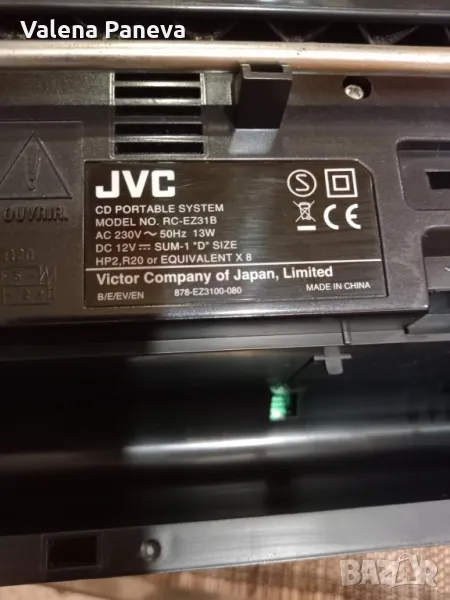 Valena Paneva
OUVRIR.
JVC
CD PORTABLE SYSTEM
MODEL NO. RC-EZ31B
AC 230V ~ 50Hz 13W
DC 12V ⎓ SUM-1 "D" SIZE
HP2,R20 or EQUIVALENT X 8
Victor Company of Japan, Limited
B/E/EV/EN 878-EZ3100-080 MADE IN CHINA
S
CE
BAZAR